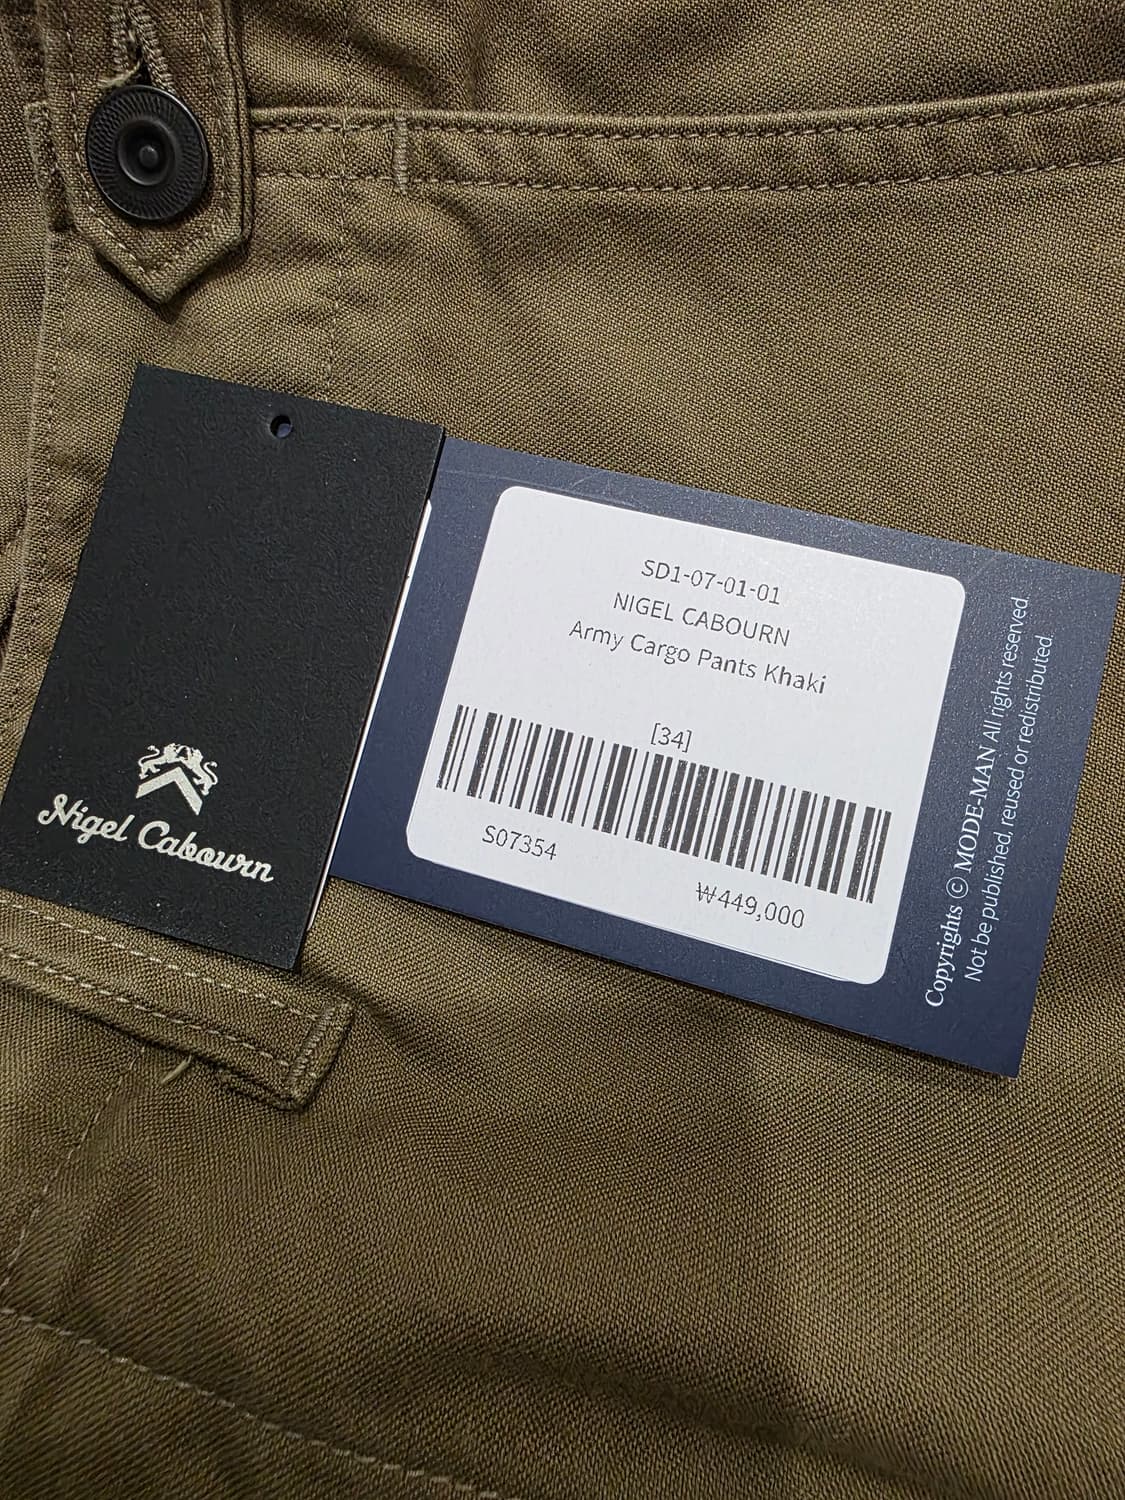 Nigel Cabourn
SD1-07-01-01
NIGEL CABOURN
Army Cargo Pants Khaki
[34]
S07354
₩449,000
Copyrights © MODE-MAN All rights reserved.
Not be published, reused or redistributed.